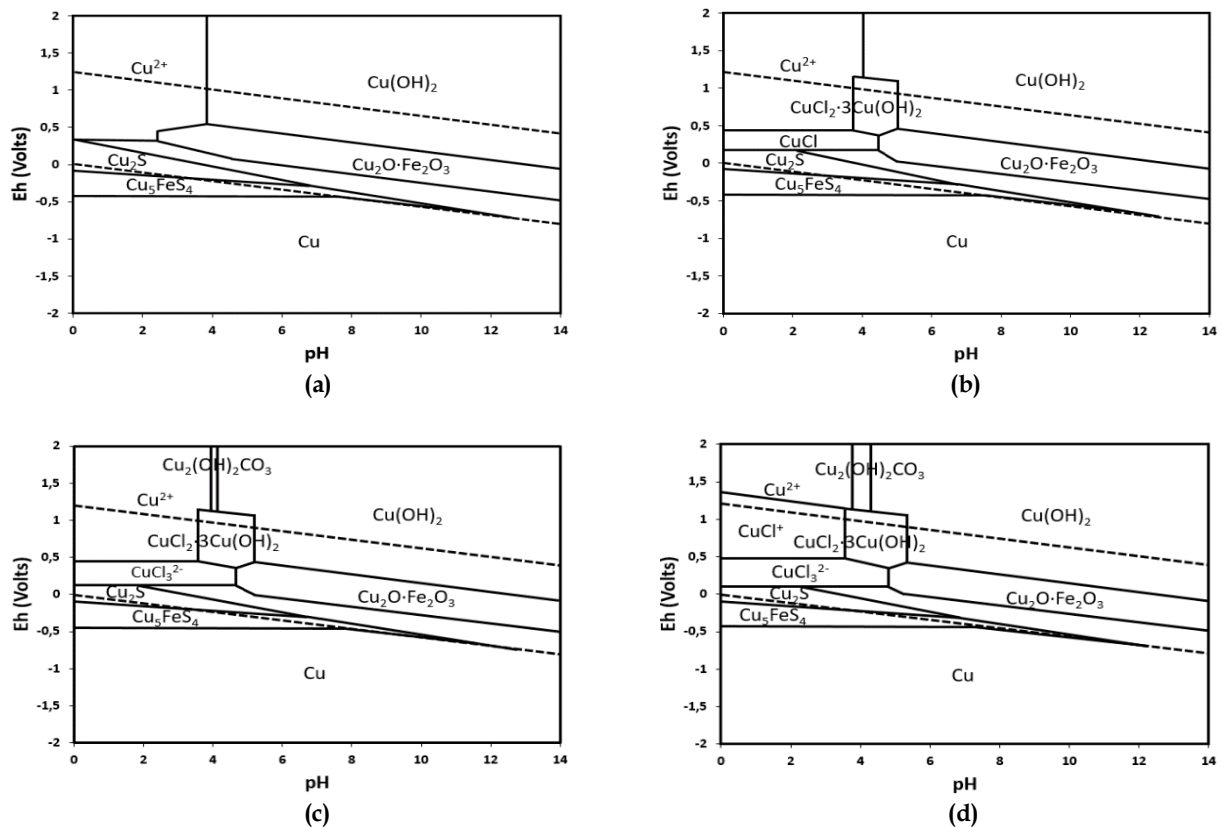 2
1,5
1
0,5
0
-0,5
-1
-1,5
-2
Eh (Volts)
Cu²⁺
Cu(OH)₂
Cu₂S
Cu₂O·Fe₂O₃
Cu₅FeS₄
Cu
0 2 4 6 8 10 12 14
pH
(a)
2
1,5
1
0,5
0
-0,5
-1
-1,5
-2
Eh (Volts)
Cu²⁺
Cu(OH)₂
CuCl₂·3Cu(OH)₂
CuCl
Cu₂S
Cu₂O·Fe₂O₃
Cu₅FeS₄
Cu
0 2 4 6 8 10 12 14
pH
(b)
2
1,5
1
0,5
0
-0,5
-1
-1,5
-2
Eh (Volts)
Cu₂(OH)₂CO₃
Cu²⁺
Cu(OH)₂
CuCl₂·3Cu(OH)₂
CuCl₃²⁻
Cu₂S
Cu₂O·Fe₂O₃
Cu₅FeS₄
Cu
0 2 4 6 8 10 12 14
pH
(c)
2
1,5
1
0,5
0
-0,5
-1
-1,5
-2
Eh (Volts)
Cu₂(OH)₂CO₃
Cu²⁺
Cu(OH)₂
CuCl⁺
CuCl₂·3Cu(OH)₂
CuCl₃²⁻
Cu₂S
Cu₂O·Fe₂O₃
Cu₅FeS₄
Cu
0 2 4 6 8 10 12 14
pH
(d)